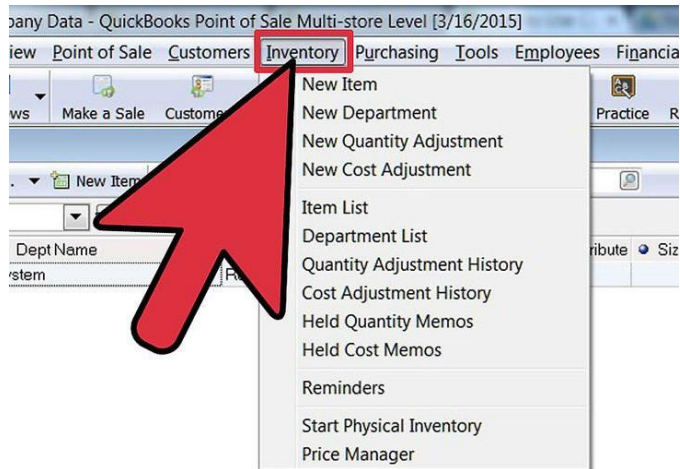 pany Data - QuickBooks Point of Sale Multi-store Level [3/16/2015]
iew Point of Sale Customers Inventory Purchasing Tools Employees Financia
ws Make a Sale Custome Practice R
New Item
New Department
New Quantity Adjustment
New Cost Adjustment
. New Item
Item List
Department List
Dept Name ribute Siz
Quantity Adjustment History
ystem R
Cost Adjustment History
Held Quantity Memos
Held Cost Memos
Reminders
Start Physical Inventory
Price Manager